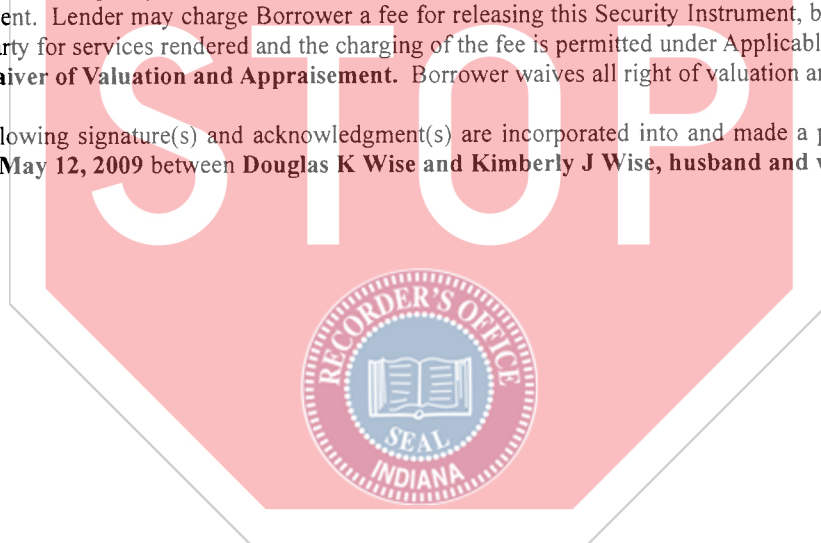 ent. Lender may charge Borrower a fee for releasing this Security Instrument, b
rty for services rendered and the charging of the fee is permitted under Applicabl
aiver of Valuation and Appraisement. Borrower waives all right of valuation a
lowing signature(s) and acknowledgment(s) are incorporated into and made a p
May 12, 2009 between Douglas K Wise and Kimberly J Wise, husband and
STOP
RECORDER'S OFFICE
SEAL
INDIANA